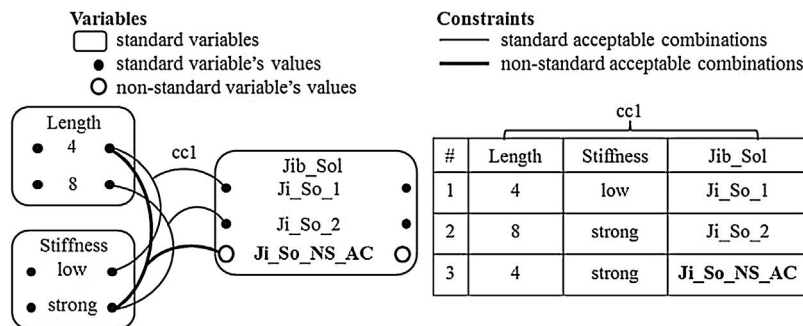 Variables
standard variables
standard variable's values
non-standard variable's values
Constraints
standard acceptable combinations
non-standard acceptable combinations
Length
4
8
Stiffness
low
strong
cc1
Jib_Sol
Ji_So_1
Ji_So_2
Ji_So_NS_AC
cc1
# Length Stiffness Jib_Sol
1 4 low Ji_So_1
2 8 strong Ji_So_2
3 4 strong Ji_So_NS_AC